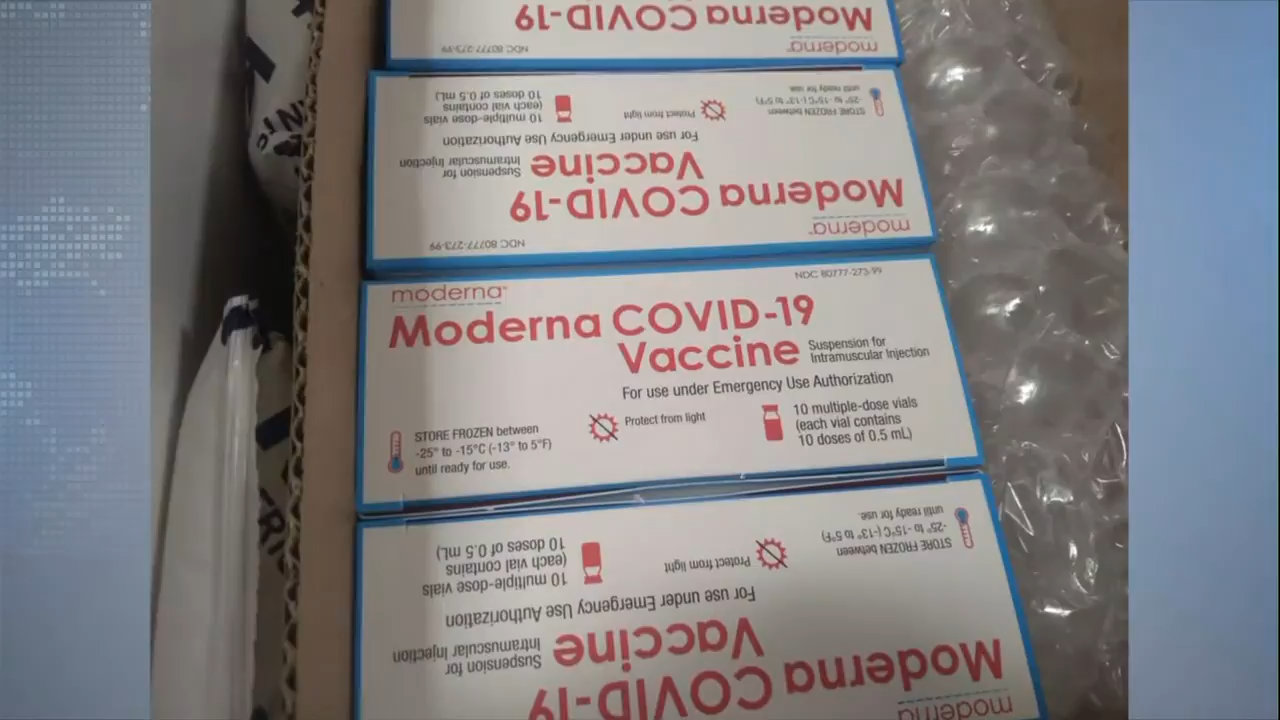 Moderna COVID-19
moderna
NDC 80777-273-99
STORE FROZEN between
-25° to -15°C (-13° to 5°F)
until ready for use.
Protect from light
10 multiple-dose vials
(each vial contains
10 doses of 0.5 mL)
For use under Emergency Use Authorization
Suspension for
Intramuscular Injection
Moderna COVID-19
Vaccine
moderna
NDC 80777-273-99
NDC 80777-273-99
moderna
Moderna COVID-19
Vaccine
Suspension for
Intramuscular Injection
For use under Emergency Use Authorization
STORE FROZEN between
-25° to -15°C (-13° to 5°F)
until ready for use.
Protect from light
10 multiple-dose vials
(each vial contains
10 doses of 0.5 mL)
STORE FROZEN between
-25° to -15°C (-13° to 5°F)
until ready for use.
Protect from light
10 multiple-dose vials
(each vial contains
10 doses of 0.5 mL)
For use under Emergency Use Authorization
Suspension for
Intramuscular Injection
Moderna COVID-19
Vaccine
moderna